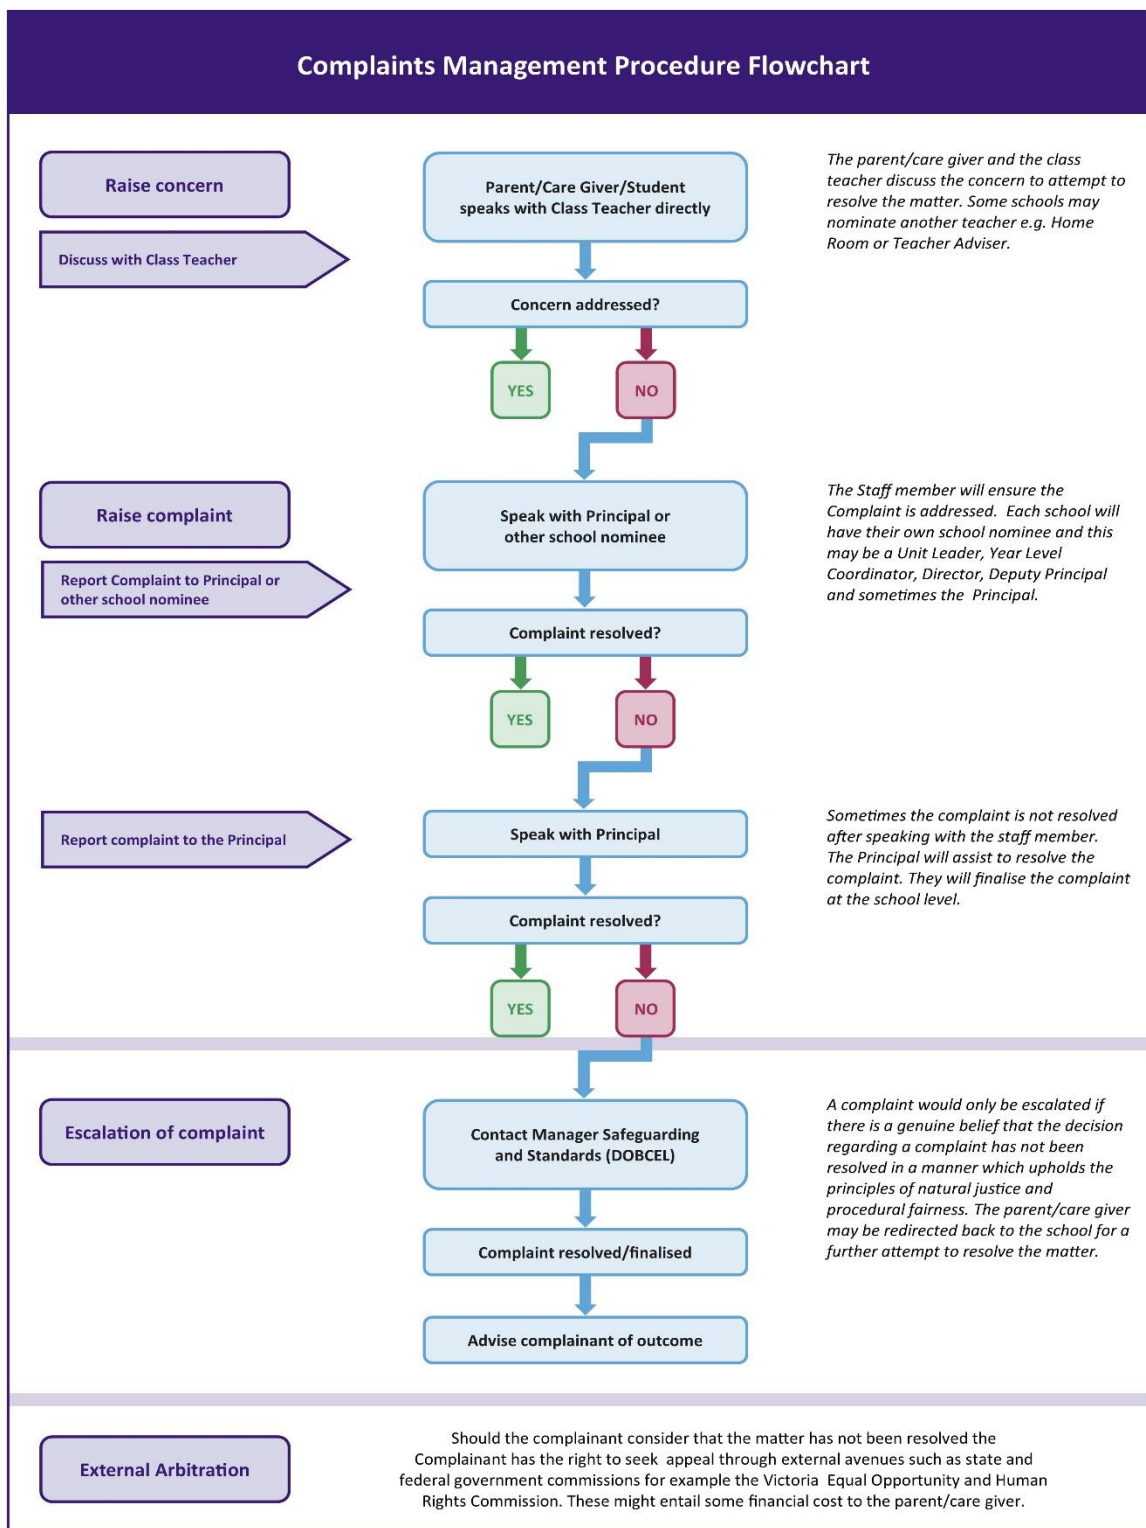 Complaints Management Procedure Flowchart
Raise concern
Discuss with Class Teacher
Parent/Care Giver/Student
speaks with Class Teacher directly
The parent/care giver and the class
teacher discuss the concern to attempt to
resolve the matter. Some schools may
nominate another teacher e.g. Home
Room or Teacher Adviser.
Concern addressed?
YES
NO
Raise complaint
Report Complaint to Principal or
other school nominee
Speak with Principal or
other school nominee
The Staff member will ensure the
Complaint is addressed.  Each school will
have their own school nominee and this
may be a Unit Leader, Year Level
Coordinator, Director, Deputy Principal
and sometimes the  Principal.
Complaint resolved?
YES
NO
Report complaint to the Principal
Speak with Principal
Sometimes the complaint is not resolved
after speaking with the staff member.
The Principal will assist to resolve the
complaint. They will finalise the complaint
at the school level.
Complaint resolved?
YES
NO
Escalation of complaint
Contact Manager Safeguarding
and Standards (DOBCEL)
A complaint would only be escalated if
there is a genuine belief that the decision
regarding a complaint has not been
resolved in a manner which upholds the
principles of natural justice and
procedural fairness. The parent/care giver
may be redirected back to the school for a
further attempt to resolve the matter.
Complaint resolved/finalised
Advise complainant of outcome
External Arbitration
Should the complainant consider that the matter has not been resolved the
Complainant has the right to seek  appeal through external avenues such as state and
federal government commissions for example the Victoria  Equal Opportunity and Human
Rights Commission. These might entail some financial cost to the parent/care giver.